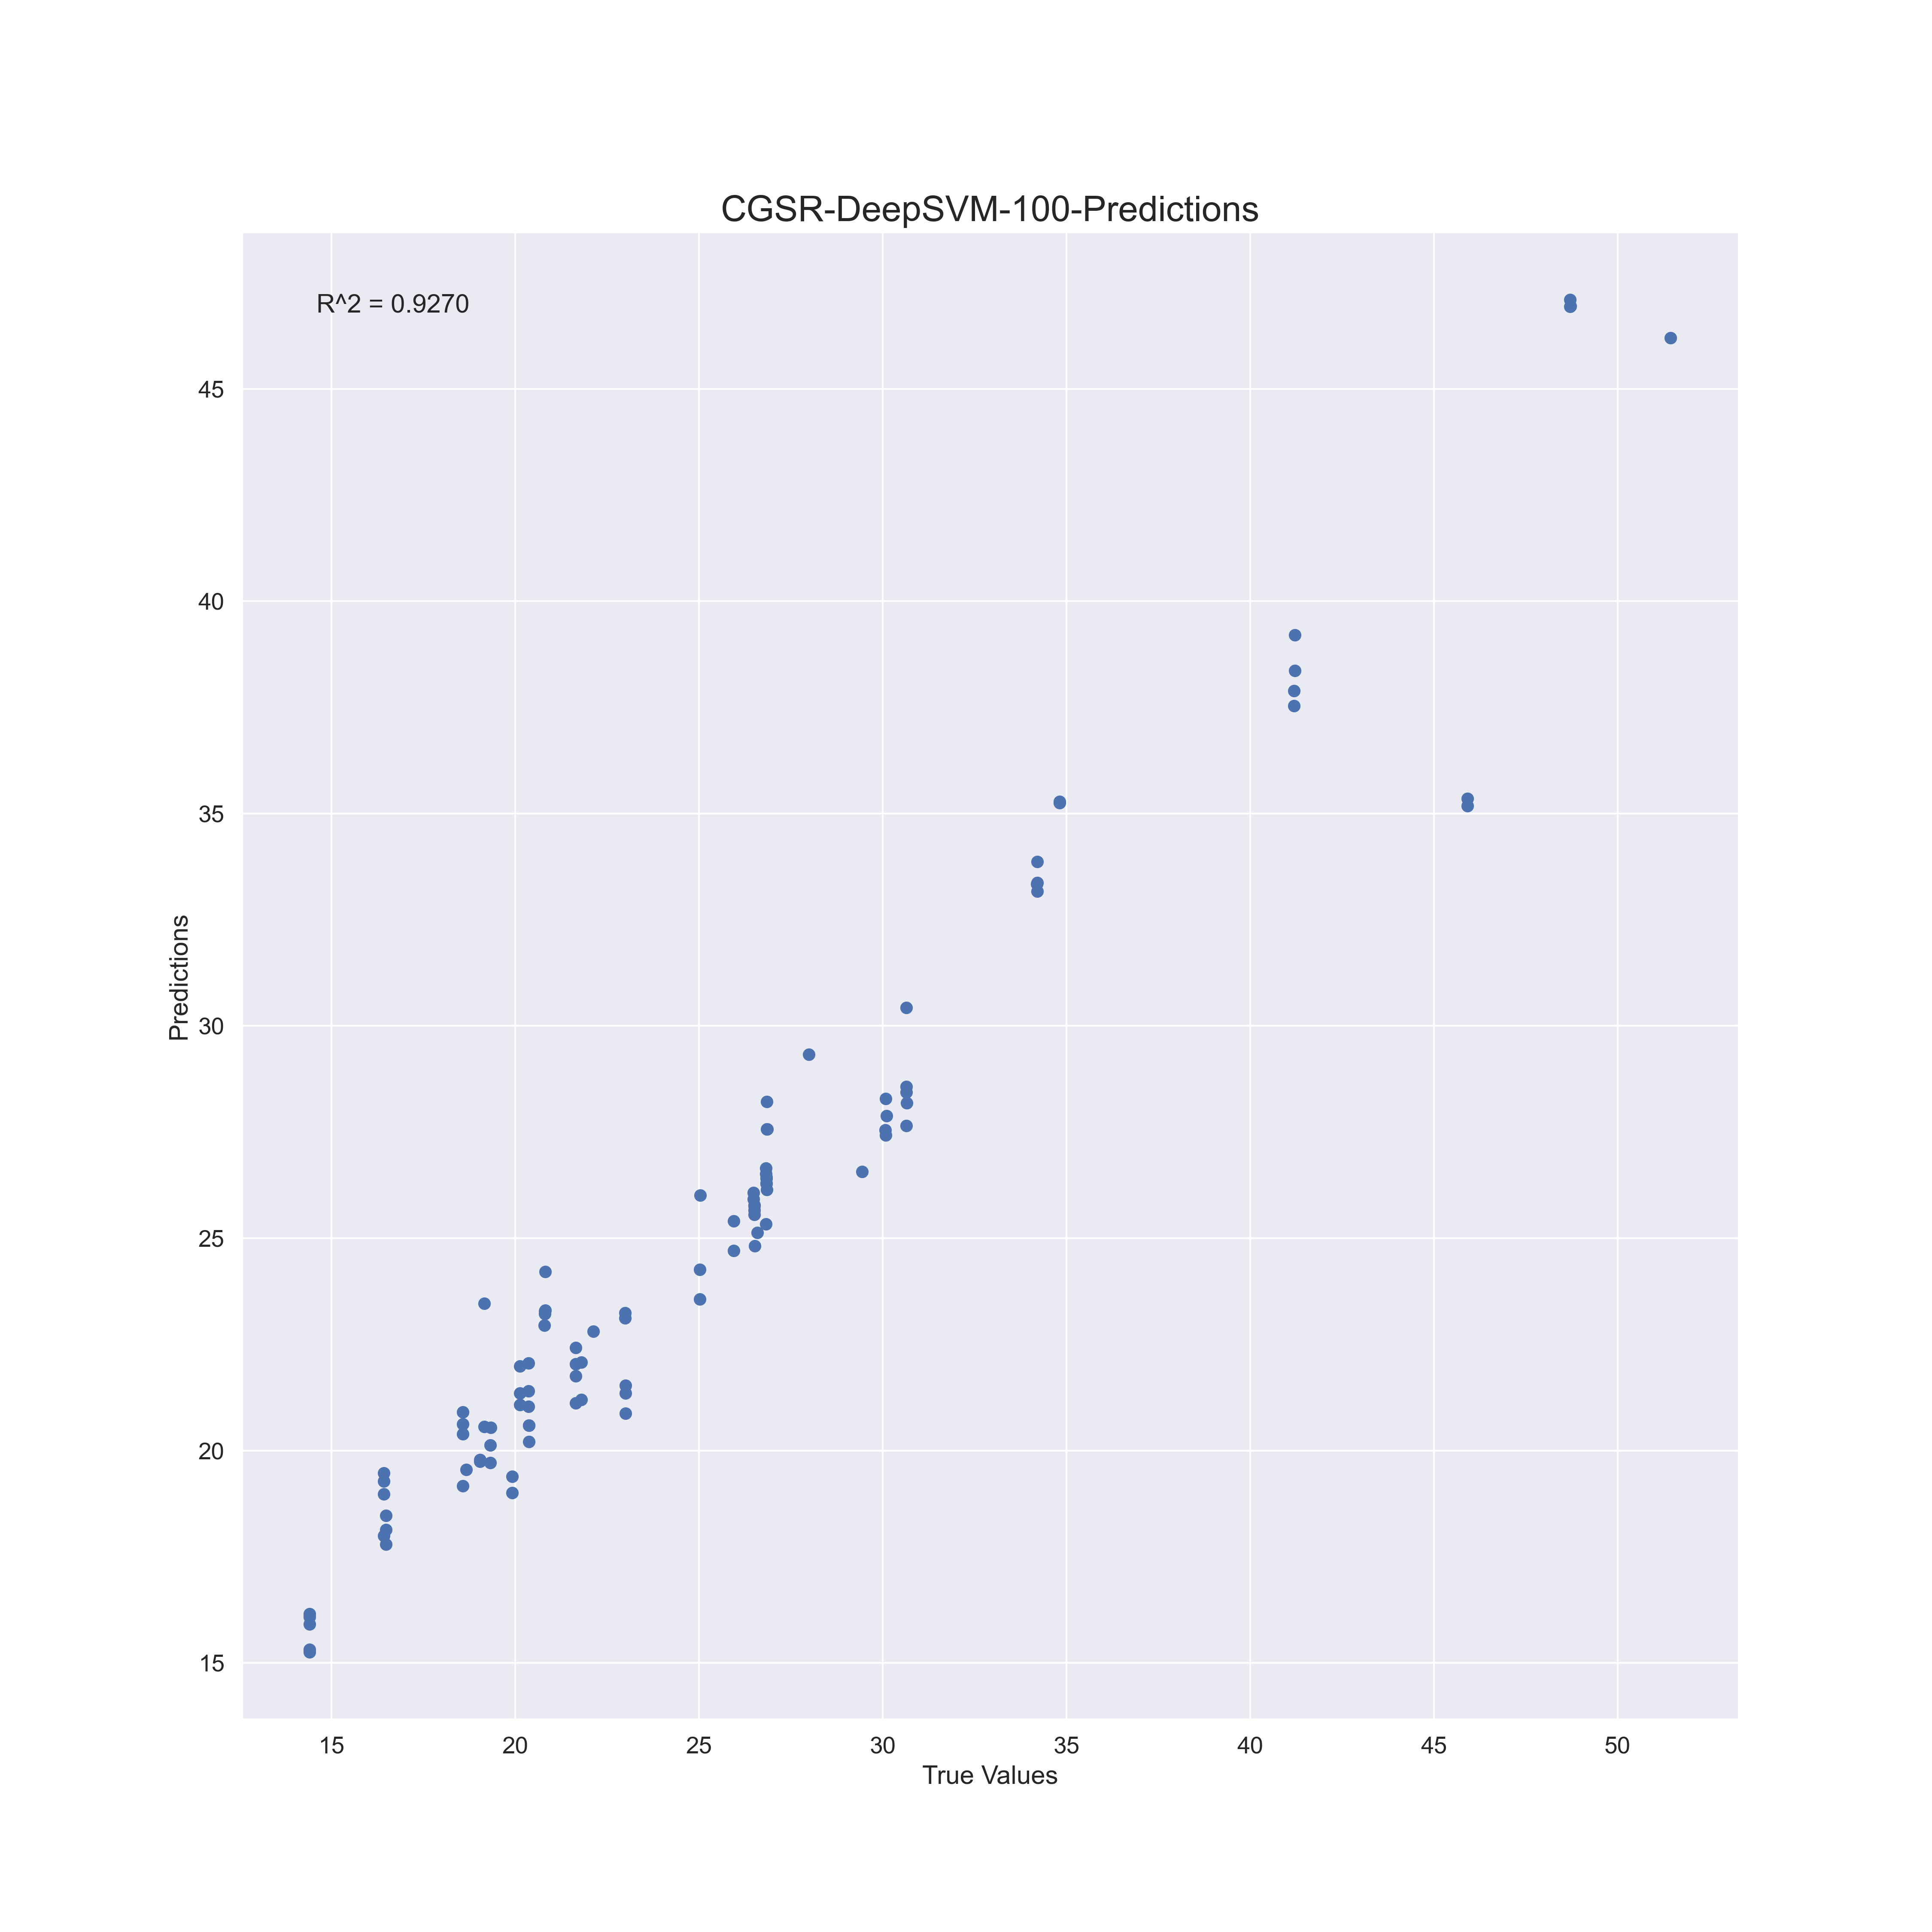 CGSR-DeepSVM-100-Predictions
R^2 = 0.9270
45
40
35
30
25
20
15
Predictions
15 20 25 30 35 40 45 50
True Values